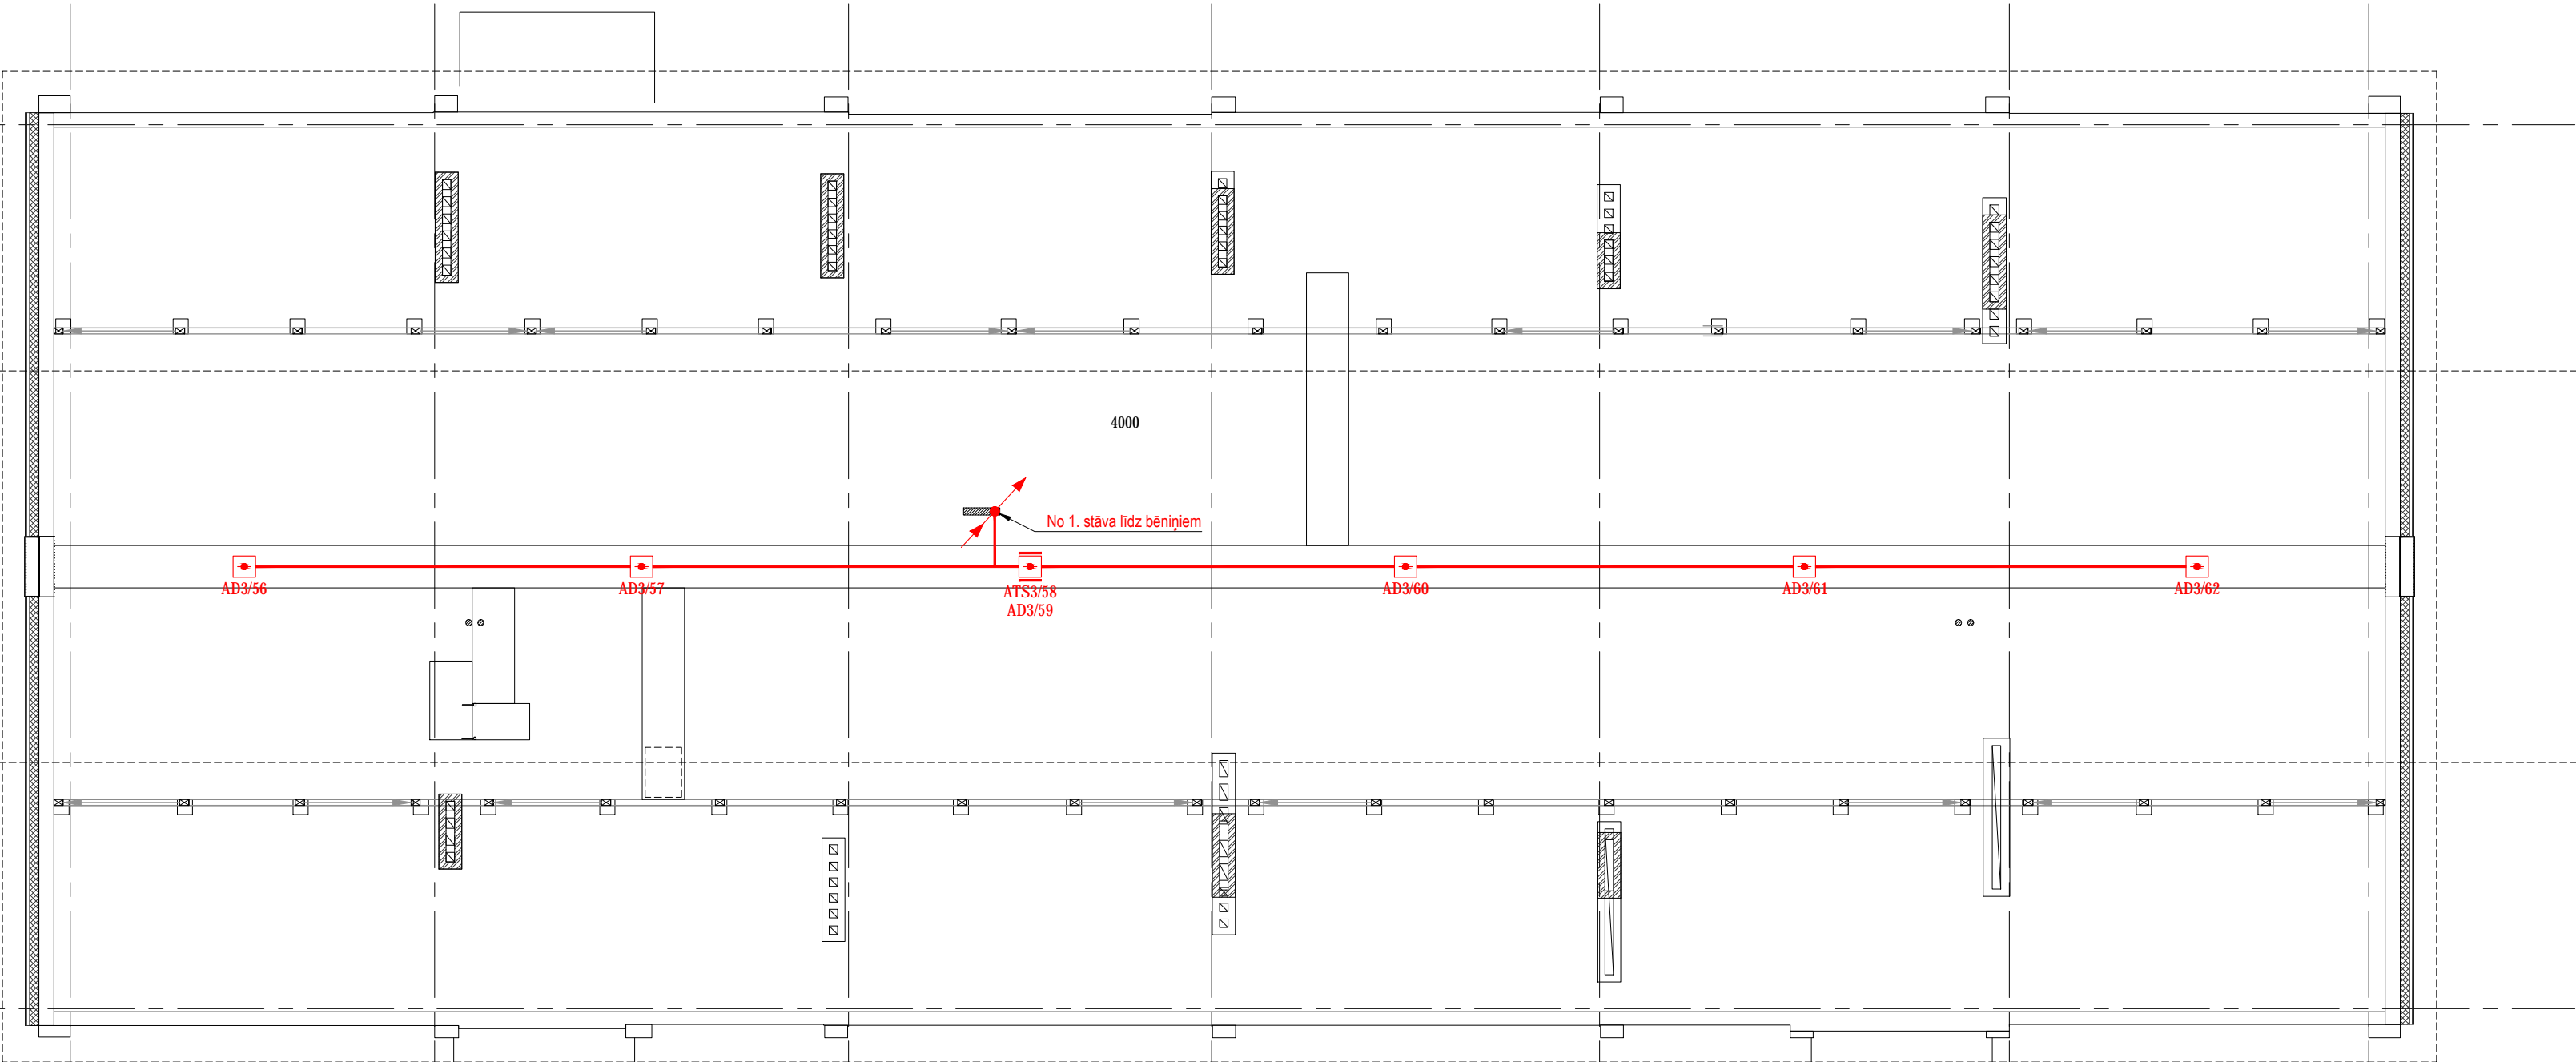 4000
No 1. stāva līdz bēniņiem
AD3/56
AD3/57
ATS3/58
AD3/59
AD3/60
AD3/61
AD3/62